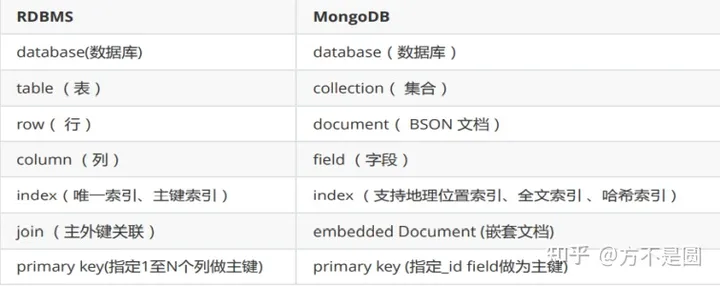 RDBMS MongoDB
database(数据库) database（数据库）
table （表） collection（ 集合）
row（ 行） document（ BSON 文档）
column （列） field （字段）
index（唯一索引、主键索引） index （支持地理位置索引、全文索引 、哈希索引）
join （主外键关联） embedded Document (嵌套文档)
primary key(指定1至N个列做主键) primary key (指定_id field做为主键)
知乎 @方不是圆